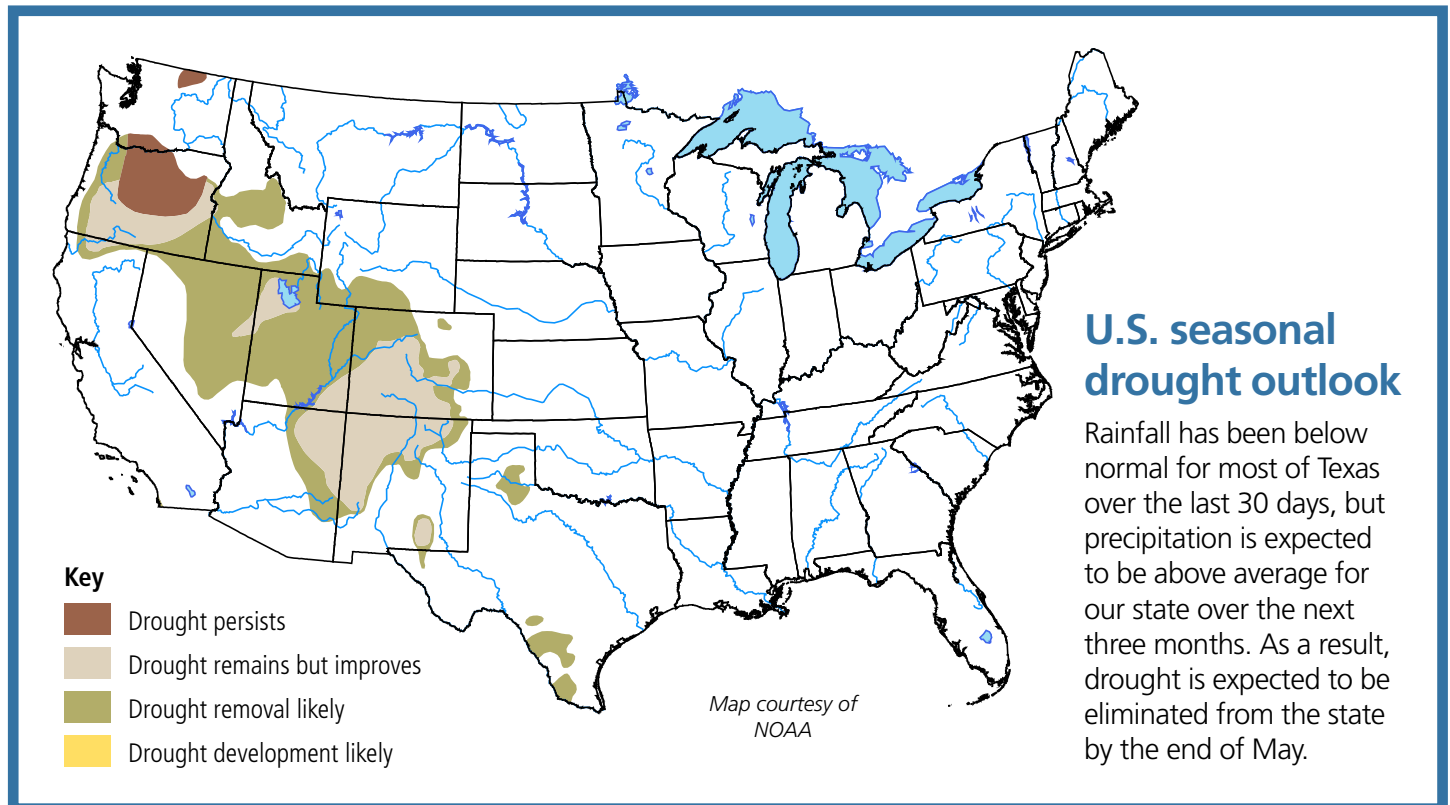 U.S. seasonal
drought outlook
Rainfall has been below
normal for most of Texas
over the last 30 days, but
precipitation is expected
to be above average for
our state over the next
three months. As a result,
drought is expected to be
eliminated from the state
by the end of May.
Key
Drought persists
Drought remains but improves
Drought removal likely
Drought development likely
Map courtesy of
NOAA